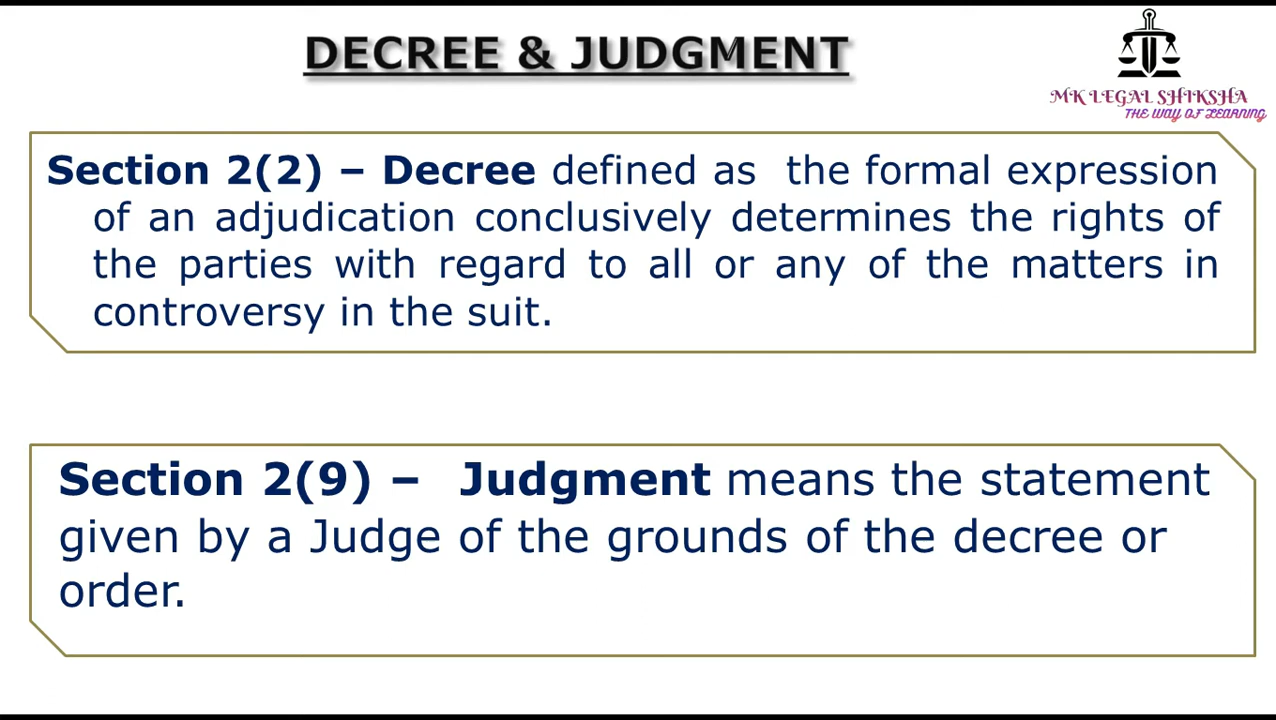 DECREE & JUDGMENT
MK LEGAL SHIKSHA
THE WAY OF LEARNING
Section 2(2) – Decree defined as the formal expression
of an adjudication conclusively determines the rights of
the parties with regard to all or any of the matters in
controversy in the suit.
Section 2(9) – Judgment means the statement
given by a Judge of the grounds of the decree or
order.